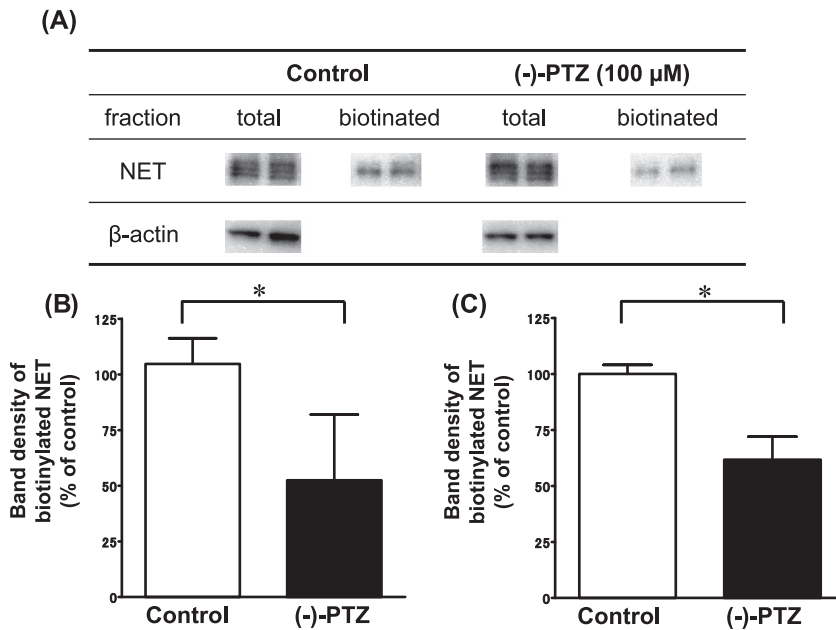 (A)
Control (-)-PTZ (100 μM)
fraction total biotinated total biotinated
NET
β-actin
(B)
*
Band density of
biotinylated NET
(% of control)
125
100
75
50
25
0
Control (-)-PTZ
(C)
*
Band density of
biotinylated NET
(% of control)
125
100
75
50
25
0
Control (-)-PTZ